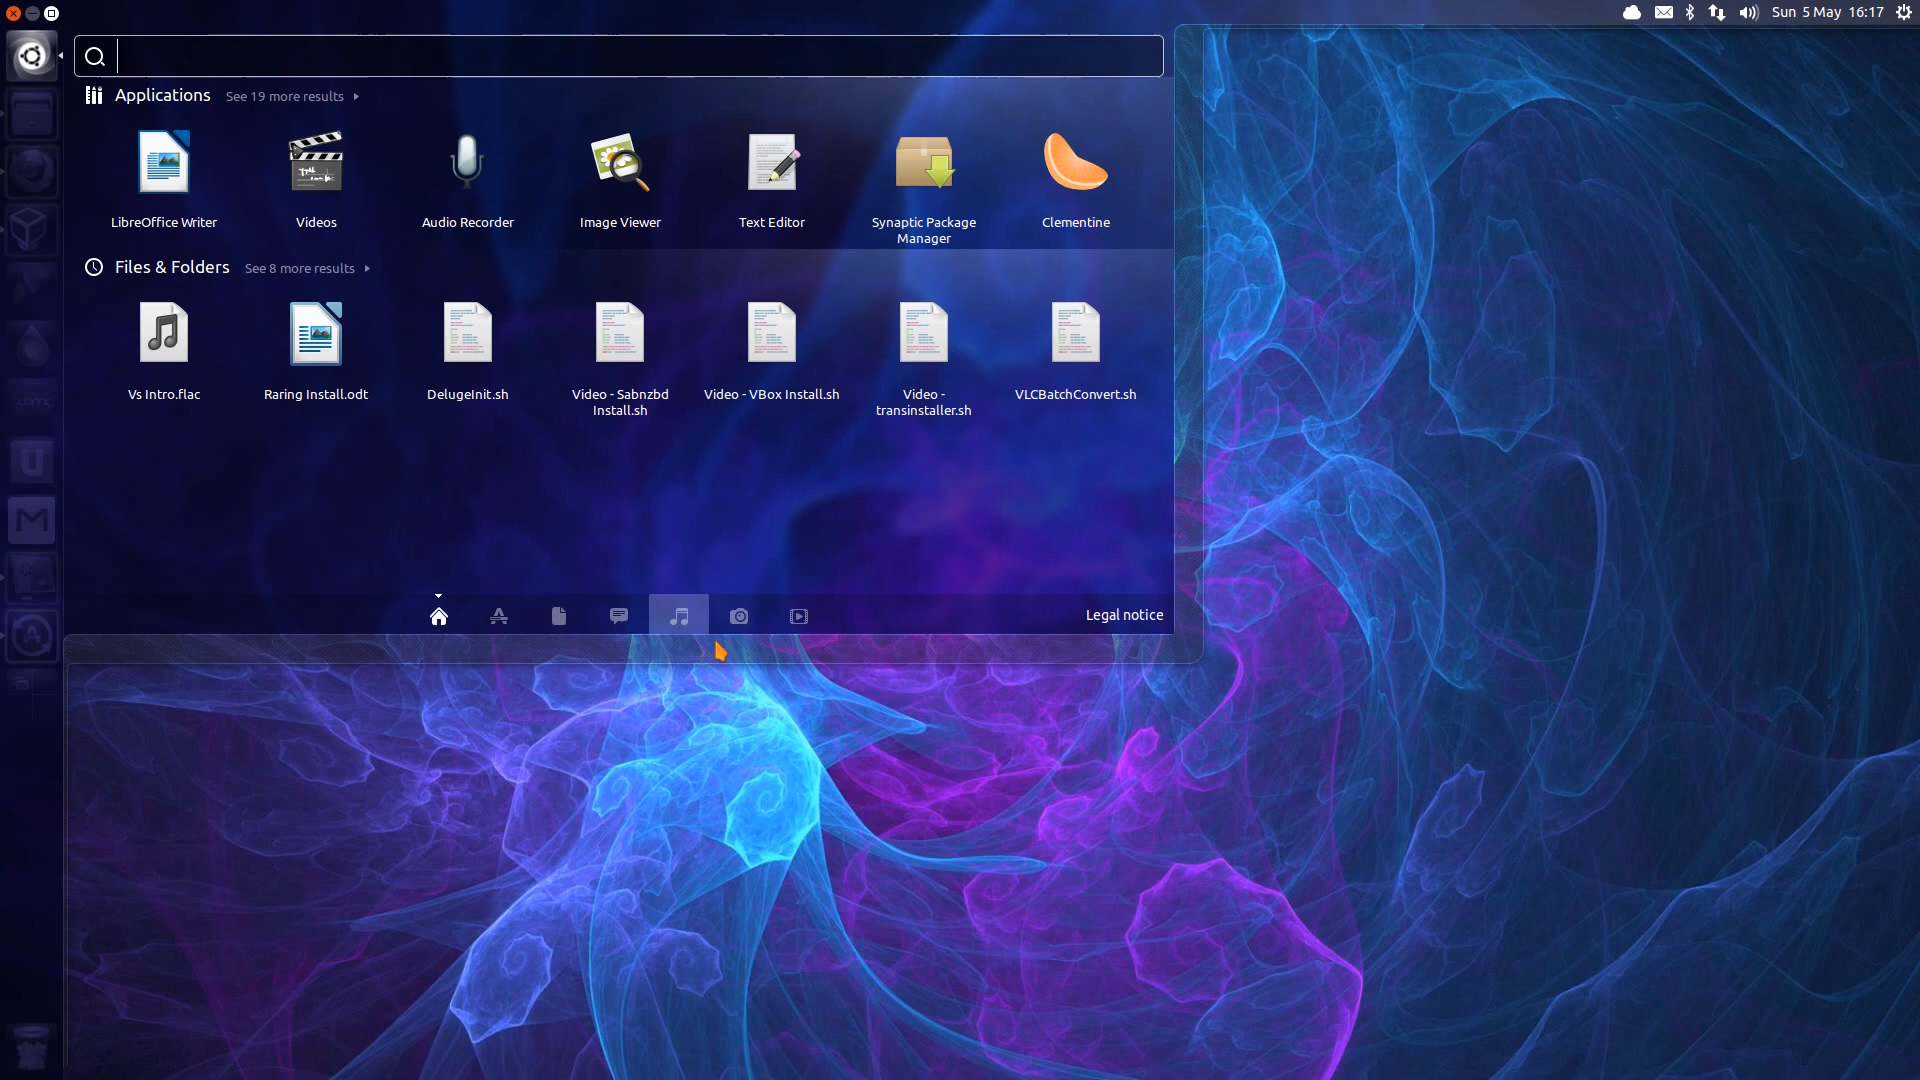 Sun 5 May 16:17
Applications See 19 more results
LibreOffice Writer
Videos
Audio Recorder
Image Viewer
Text Editor
Synaptic Package
Manager
Clementine
Files & Folders See 8 more results
Vs Intro.flac
Raring Install.odt
DelugeInit.sh
Video - Sabnzbd
Install.sh
Video - VBox Install.sh
Video -
transinstaller.sh
VLCBatchConvert.sh
Legal notice